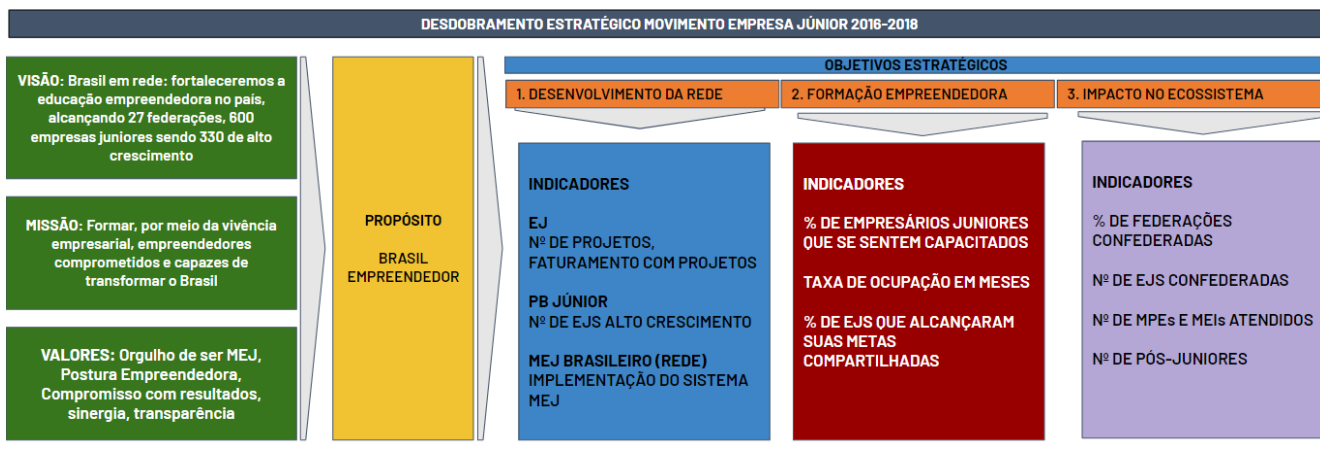 DESDOBRAMENTO ESTRATÉGICO MOVIMENTO EMPRESA JÚNIOR 2016-2018
VISÃO: Brasil em rede: fortaleceremos a
educação empreendedora no país,
alcançando 27 federações, 600
empresas juniores sendo 330 de alto
crescimento
MISSÃO: Formar, por meio da vivência
empresarial, empreendedores
comprometidos e capazes de
transformar o Brasil
VALORES: Orgulho de ser MEJ,
Postura Empreendedora,
Compromisso com resultados,
sinergia, transparência
PROPÓSITO
BRASIL
EMPREENDEDOR
OBJETIVOS ESTRATÉGICOS
1. DESENVOLVIMENTO DA REDE
INDICADORES
EJ
Nº DE PROJETOS,
FATURAMENTO COM PROJETOS
PB JÚNIOR
Nº DE EJS ALTO CRESCIMENTO
MEJ BRASILEIRO (REDE)
IMPLEMENTAÇÃO DO SISTEMA
MEJ
2. FORMAÇÃO EMPREENDEDORA
INDICADORES
% DE EMPRESÁRIOS JUNIORES
QUE SE SENTEM CAPACITADOS
TAXA DE OCUPAÇÃO EM MESES
% DE EJS QUE ALCANÇARAM
SUAS METAS
COMPARTILHADAS
3. IMPACTO NO ECOSSISTEMA
INDICADORES
% DE FEDERAÇÕES
CONFEDERADAS
Nº DE EJS CONFEDERADAS
Nº DE MPEs E MEIs ATENDIDOS
Nº DE PÓS-JUNIORES